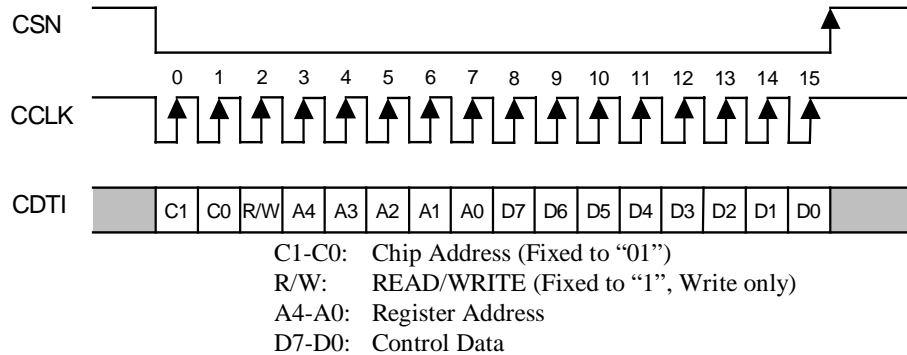 CSN
0 1 2 3 4 5 6 7 8 9 10 11 12 13 14 15
CCLK
CDTI C1 C0 R/W A4 A3 A2 A1 A0 D7 D6 D5 D4 D3 D2 D1 D0
C1-C0: Chip Address (Fixed to “01”)
R/W: READ/WRITE (Fixed to “1”, Write only)
A4-A0: Register Address
D7-D0: Control Data